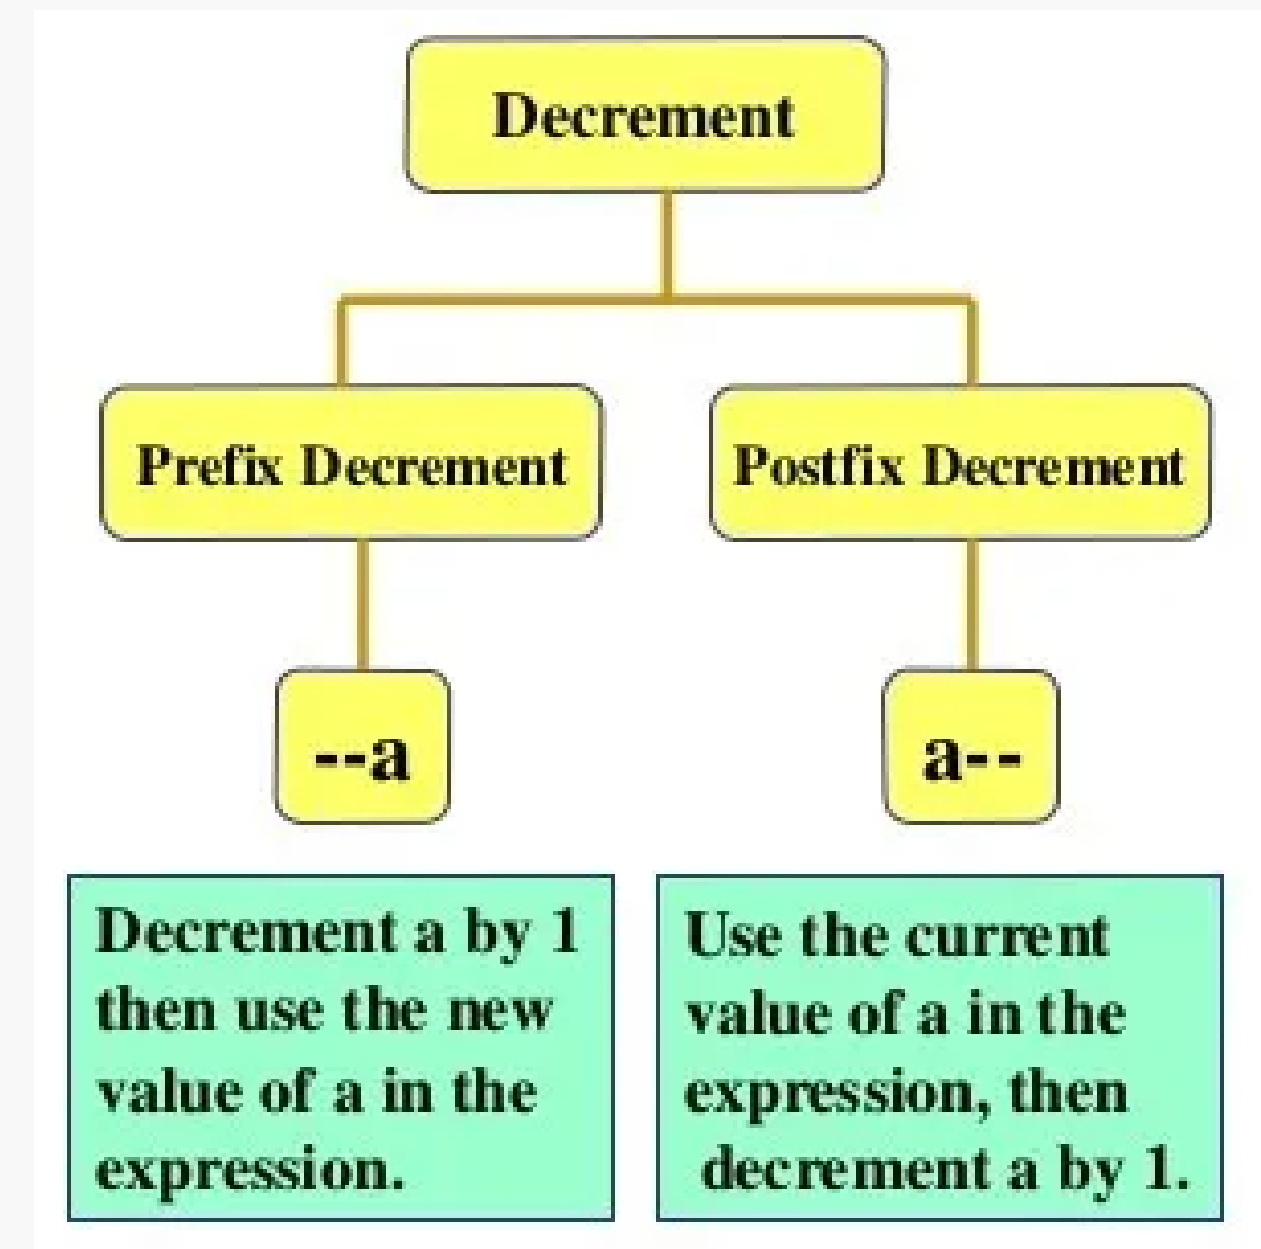 Decrement
Prefix Decrement
Postfix Decrement
--a
a--
Decrement a by 1
then use the new
value of a in the
expression.
Use the current
value of a in the
expression, then
decrement a by 1.